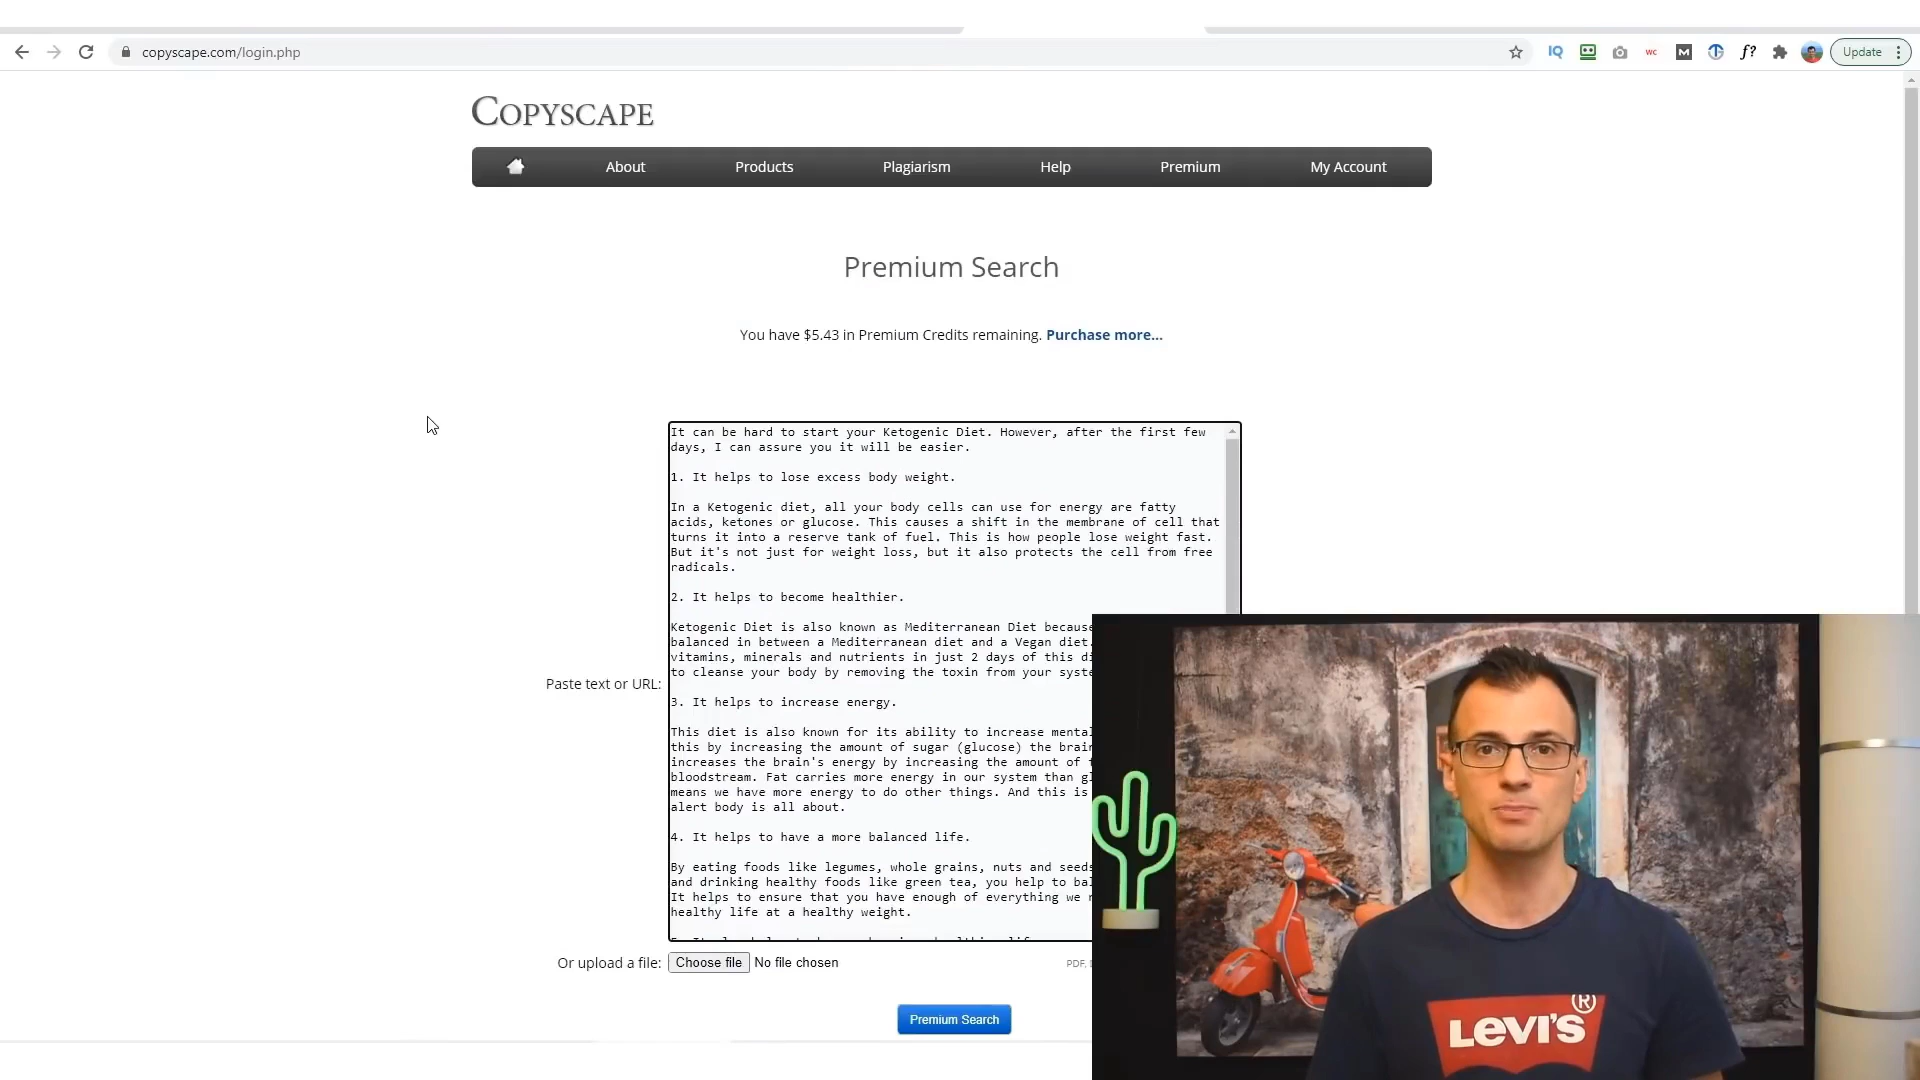 copyscape.com/login.php
Update
COPYSCAPE
About
Products
Plagiarism
Help
Premium
My Account
Premium Search
You have $5.43 in Premium Credits remaining. Purchase more...
It can be hard to start your Ketogenic Diet. However, after the first few
days, I can assure you it will be easier.
1. It helps to lose excess body weight.
In a Ketogenic diet, all your body cells can use for energy are fatty
acids, ketones or glucose. This causes a shift in the membrane of cell that
turns it into a reserve tank of fuel. This is how people lose weight fast.
But it's not just for weight loss, but it also protects the cell from free
radicals.
2. It helps to become healthier.
Ketogenic Diet is also known as Mediterranean Diet because
balanced in between a Mediterranean diet and a Vegan diet.
vitamins, minerals and nutrients in just 2 days of this
to cleanse your body by removing the toxin from your
Paste text or URL:
3. It helps to increase energy.
This diet is also known for its ability to increase mental
this by increasing the amount of sugar (glucose) the brain
increases the brain's energy by increasing the amount of
bloodstream. Fat carries more energy in our system than
means we have more energy to do other things. And this is
alert body is all about.
4. It helps to have a more balanced life.
By eating foods like legumes, whole grains, nuts and seeds
and drinking healthy foods like green tea, you help to
It helps to ensure that you have enough of everything we
healthy life at a healthy weight.
Or upload a file: Choose file No file chosen
PDF,
Premium Search
LEVI'S®